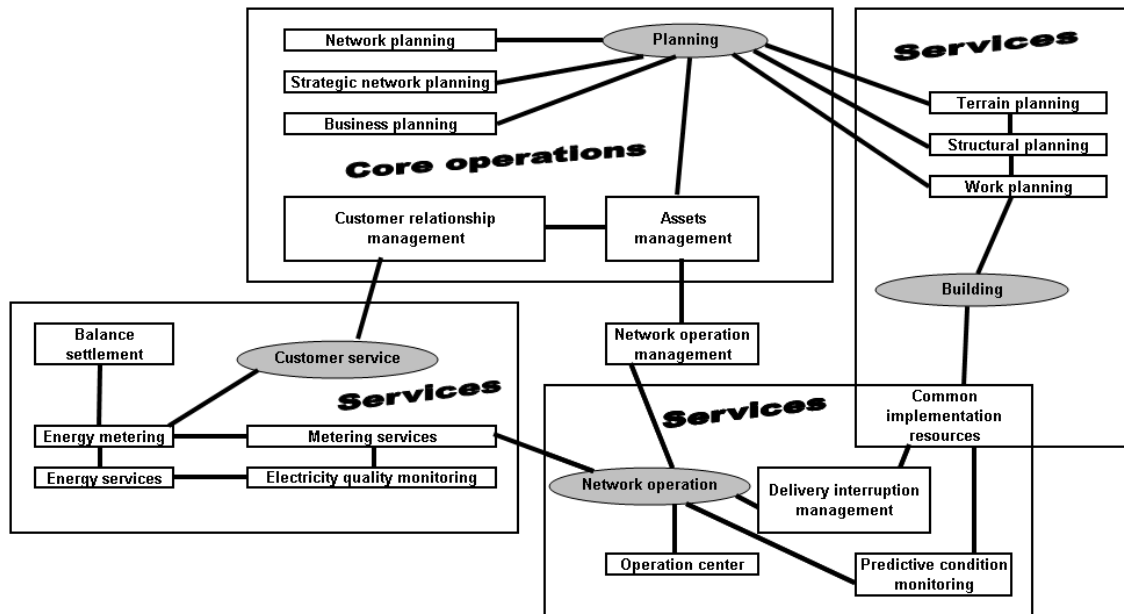 Network planning
Planning
Services
Strategic network planning
Terrain planning
Business planning
Structural planning
Core operations
Work planning
Customer relationship
management
Assets
management
Building
Balance
settlement
Customer service
Network operation
management
Services
Services
Common
implementation
resources
Energy metering
Metering services
Energy services
Electricity quality monitoring
Network operation
Delivery interruption
management
Operation center
Predictive condition
monitoring